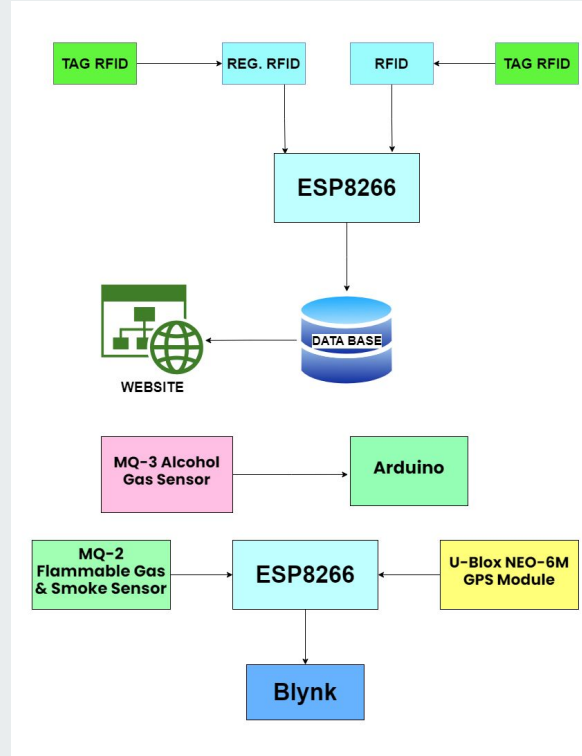 TAG RFID
REG. RFID
RFID
TAG RFID
ESP8266
DATA BASE
WEBSITE
MQ-3 Alcohol
Gas Sensor
Arduino
MQ-2
Flammable Gas
& Smoke Sensor
ESP8266
U-Blox NEO-6M
GPS Module
Blynk